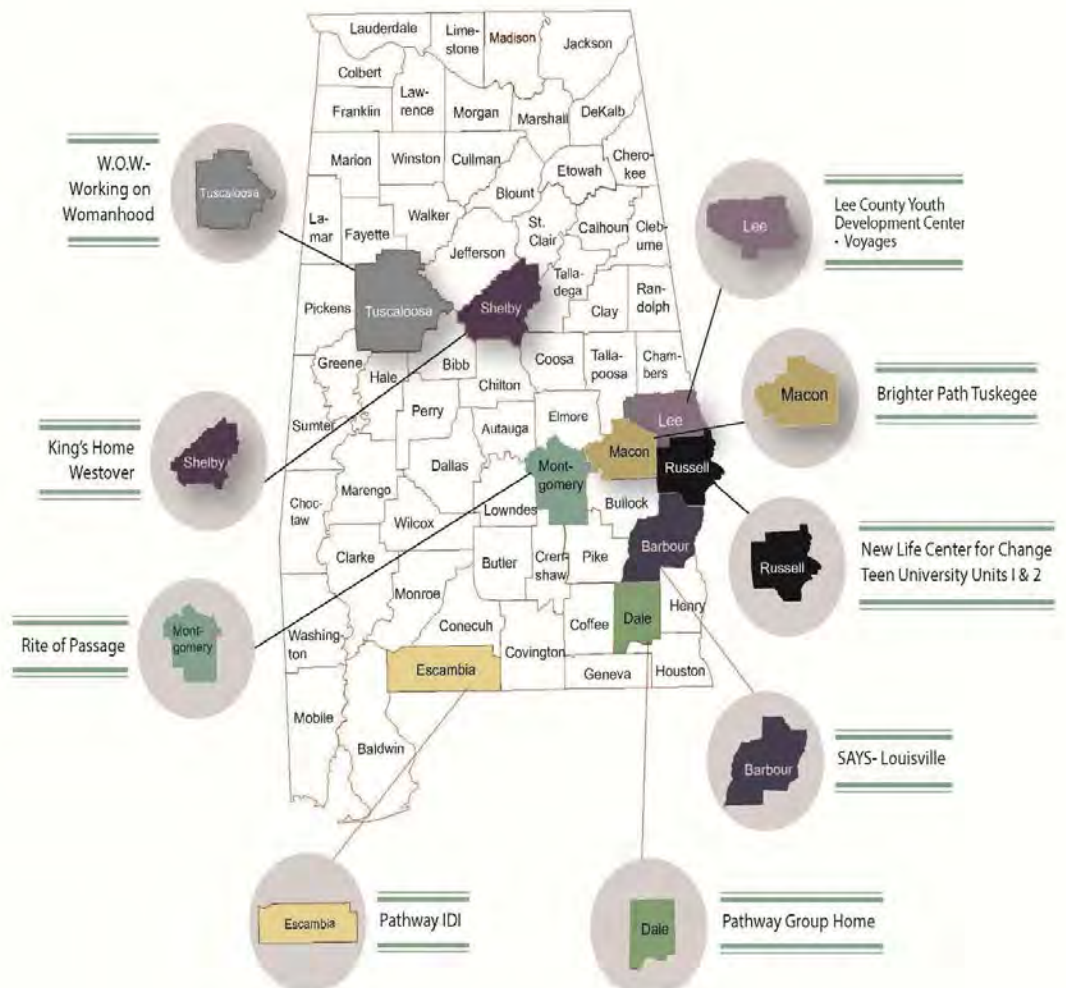 Lauderdale
Lime-
stone
Madison
Jackson
Colbert
Law-
rence
Franklin
Morgan
Marshall
DeKalb
W.O.W.-
Working on
Womanhood
Tuscaloosa
Marion
Winston
Cullman
Blount
Etowah
Chero-
kee
La-
mar
Fayette
Walker
Jefferson
St.
Clair
Calhoun
Cleb-
urne
Lee
Lee County Youth
Development Center
- Voyages
Pickens
Tuscaloosa
Shelby
Talla-
dega
Clay
Ran-
dolph
Greene
Hale
Bibb
Chilton
Coosa
Talla-
poosa
Cham-
bers
Macon
Brighter Path Tuskegee
King's Home
Westover
Shelby
Sumter
Perry
Autauga
Elmore
Lee
Macon
Russell
Dallas
Mont-
gomery
Marengo
Lowndes
Bullock
Choc-
taw
Wilcox
Clarke
Butler
Cren-
shaw
Pike
Barbour
Russell
New Life Center for Change
Teen University Units I & 2
Rite of Passage
Mont-
gomery
Washing-
ton
Monroe
Conecuh
Covington
Coffee
Dale
Henry
Escambia
Geneva
Houston
Mobile
Baldwin
Barbour
SAYS- Louisville
Escambia
Pathway IDI
Dale
Pathway Group Home